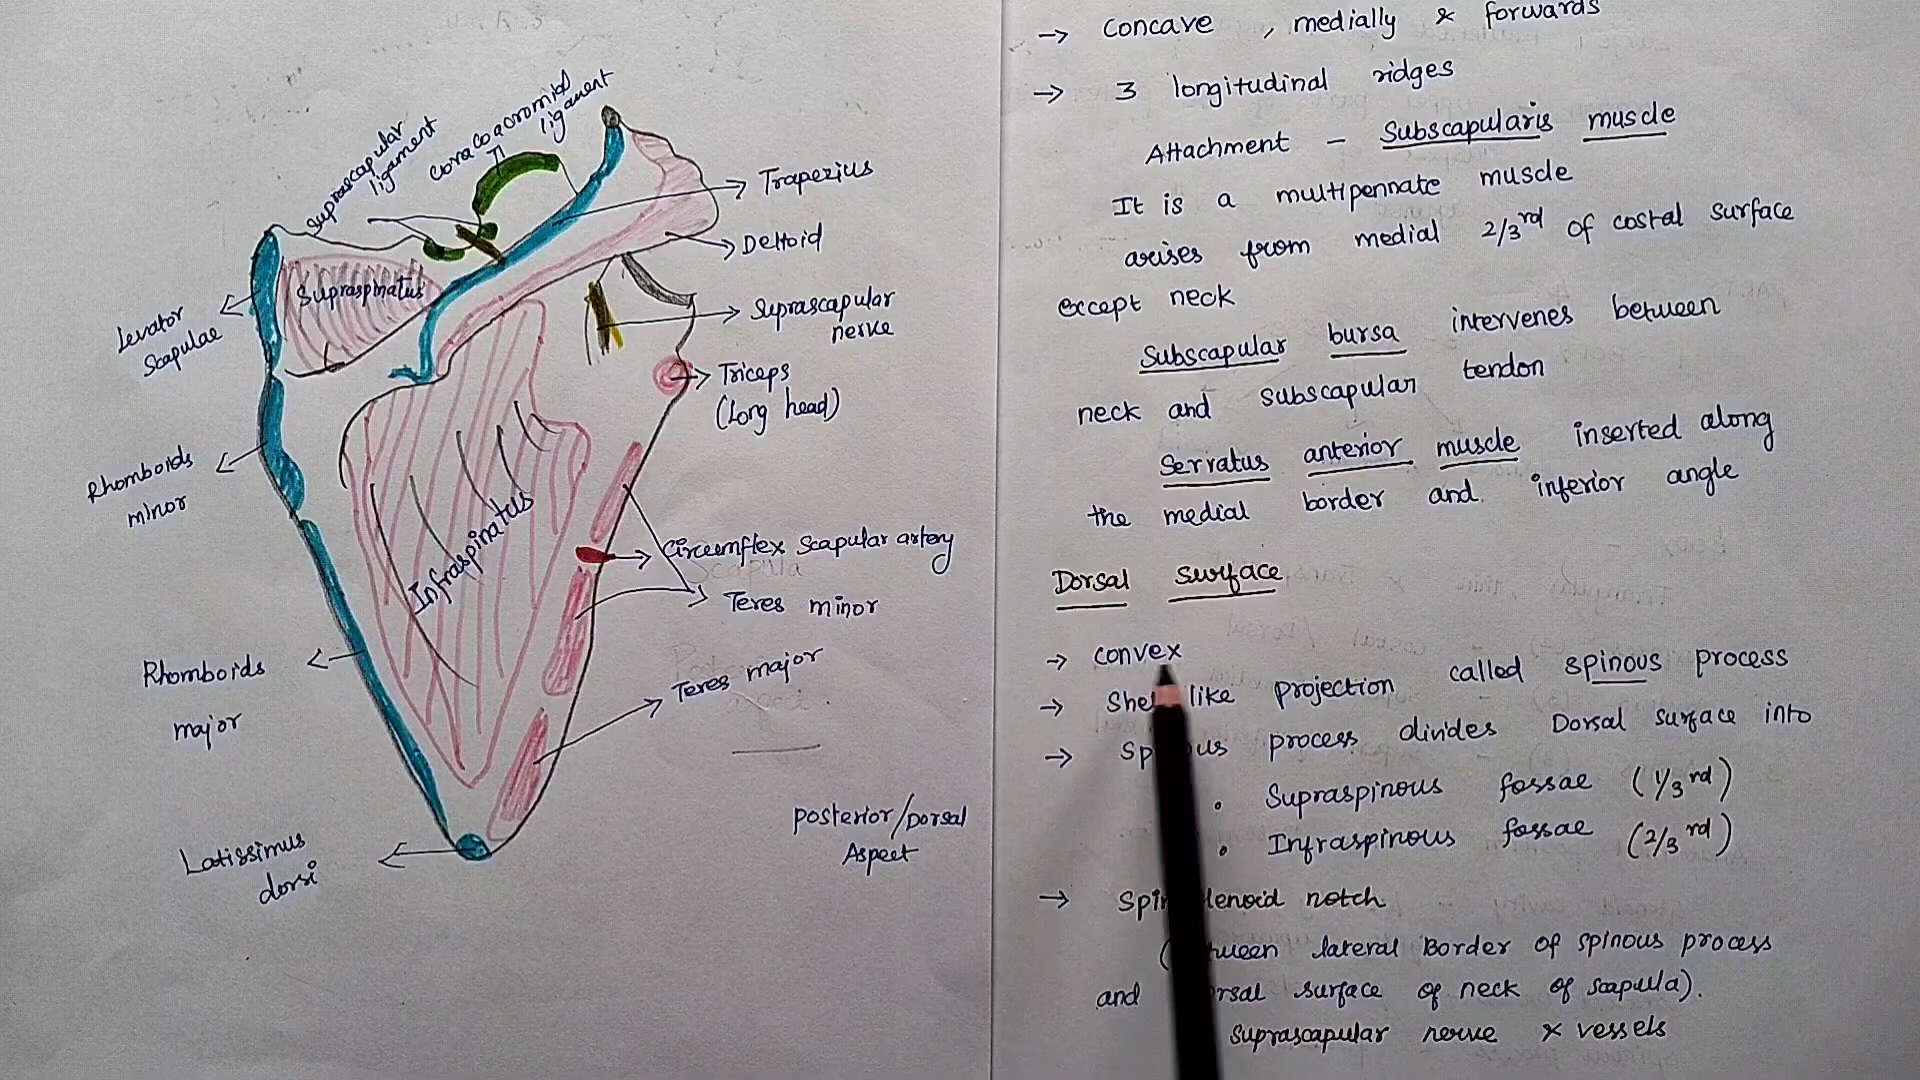 suprascapular
ligament
coracoacromial
ligament
Trapezius
Deltoid
Supraspinatus
Levator
Scapulae
Suprascapular
nerve
Triceps
(Long head)
Rhomboids
minor
Infraspinatus
Circumflex scapular artery
Teres minor
Rhomboids
major
Teres major
Latissimus
dorsi
posterior/Dorsal
Aspect
→ Concave , medially & forwards
→ 3 longitudinal ridges
Attachment - Subscapularis muscle
It is a multipennate muscle
arises from medial 2/3rd of costal surface
except neck
Subscapular bursa intervenes between
neck and subscapular tendon
Serratus anterior muscle inserted along
the medial border and inferior angle
Dorsal surface
→ convex
→ like projection called spinous process
→ process divides Dorsal surface into
• Supraspinous fossae (1/3rd)
• Infraspinous fossae (2/3rd)
→ notch
lateral Border of spinous process
and surface of neck of scapula).
suprascapular nerve & vessels